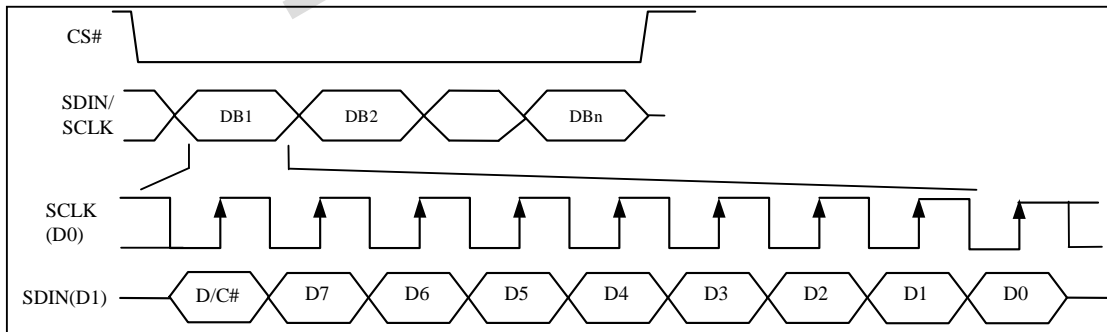 CS#
SDIN/
SCLK
DB1 DB2 DBn
SCLK
(D0)
SDIN(D1) D/C# D7 D6 D5 D4 D3 D2 D1 D0